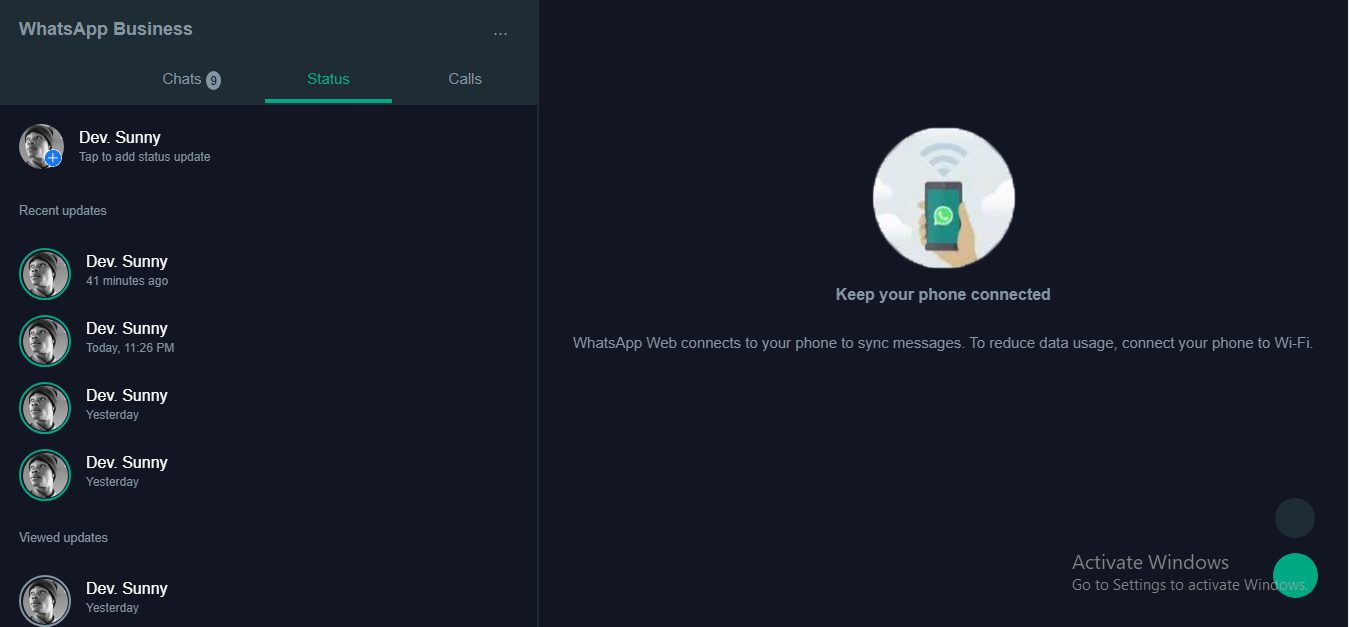 WhatsApp Business
...
Chats 9 Status Calls
Dev. Sunny
Tap to add status update
Recent updates
Dev. Sunny
41 minutes ago
Dev. Sunny
Today, 11:26 PM
Dev. Sunny
Yesterday
Dev. Sunny
Yesterday
Viewed updates
Dev. Sunny
Yesterday
Keep your phone connected
WhatsApp Web connects to your phone to sync messages. To reduce data usage, connect your phone to Wi-Fi.
Activate Windows
Go to Settings to activate Windows.